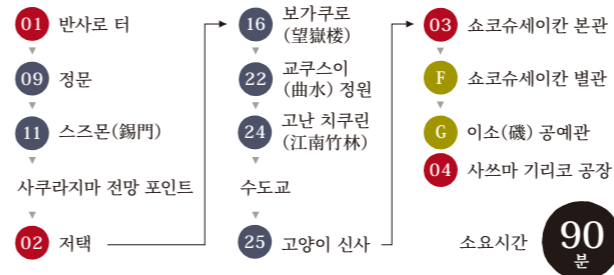 01 반사로 터
09 정문
11 스즈몬(錫門)
사쿠라지마 전망 포인트
02 저택
16 보가쿠로
(望嶽楼)
22 교쿠스이
(曲水) 정원
24 고난 치쿠린
(江南竹林)
수도교
25 고양이 신사
03 쇼코슈세이칸 본관
F 쇼코슈세이칸 별관
G 이소(磯) 공예관
04 사쓰마 기리코 공장
소요시간 90
분